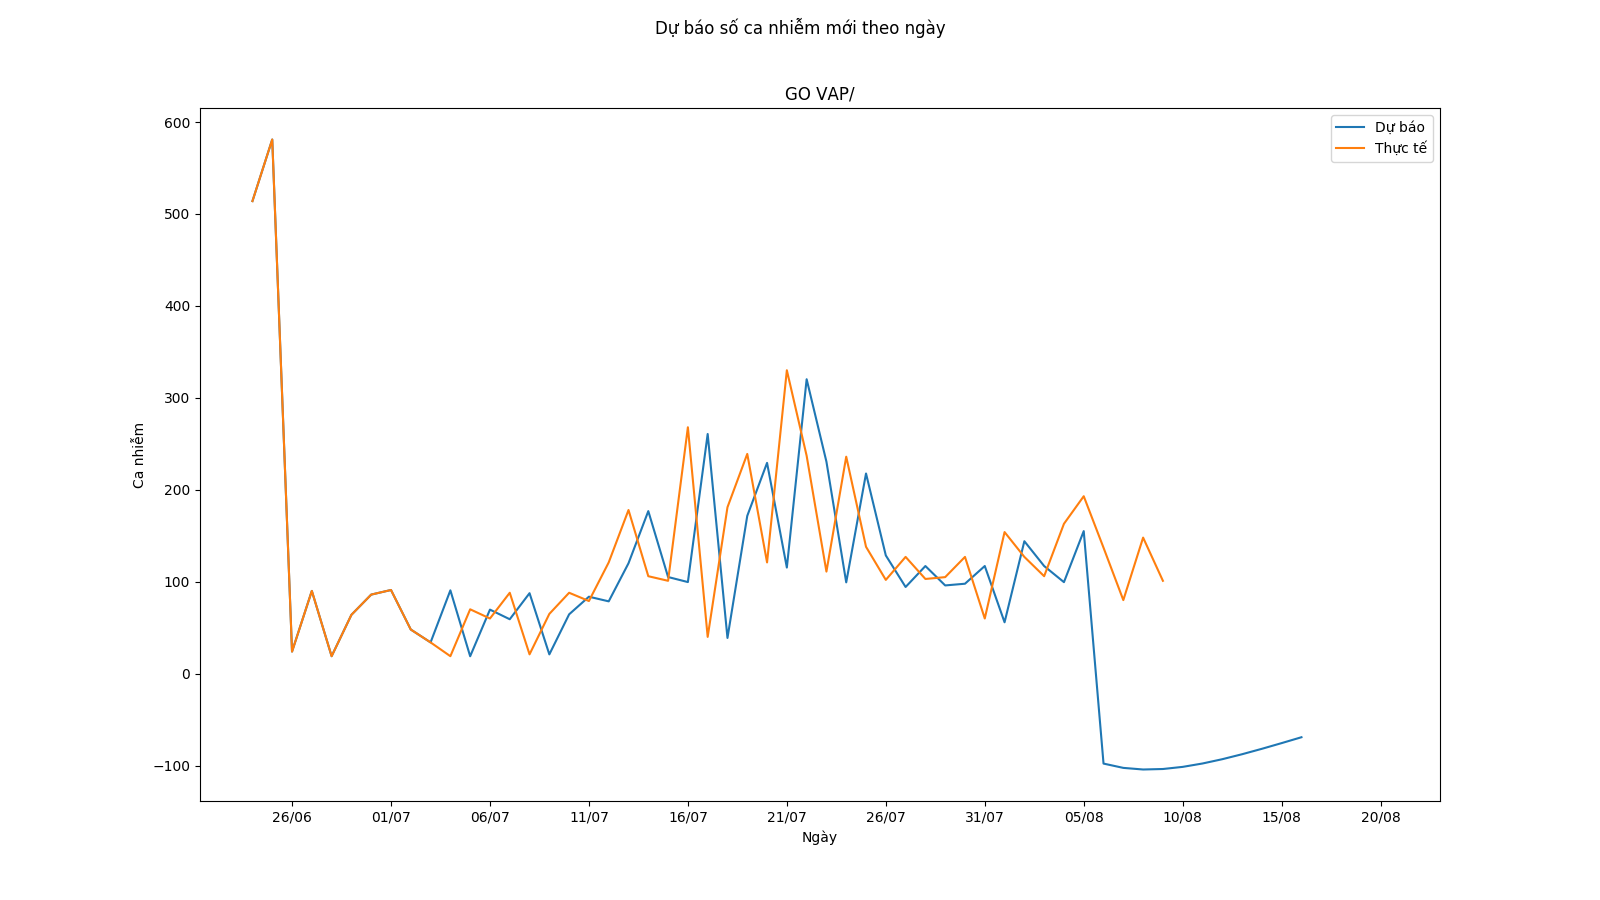 Dự báo số ca nhiễm mới theo ngày
GO VAP/
Dự báo
Thực tế
600
500
400
300
200
100
0
−100
Ca nhiễm
26/06 01/07 06/07 11/07 16/07 21/07 26/07 31/07 05/08 10/08 15/08 20/08
Ngày